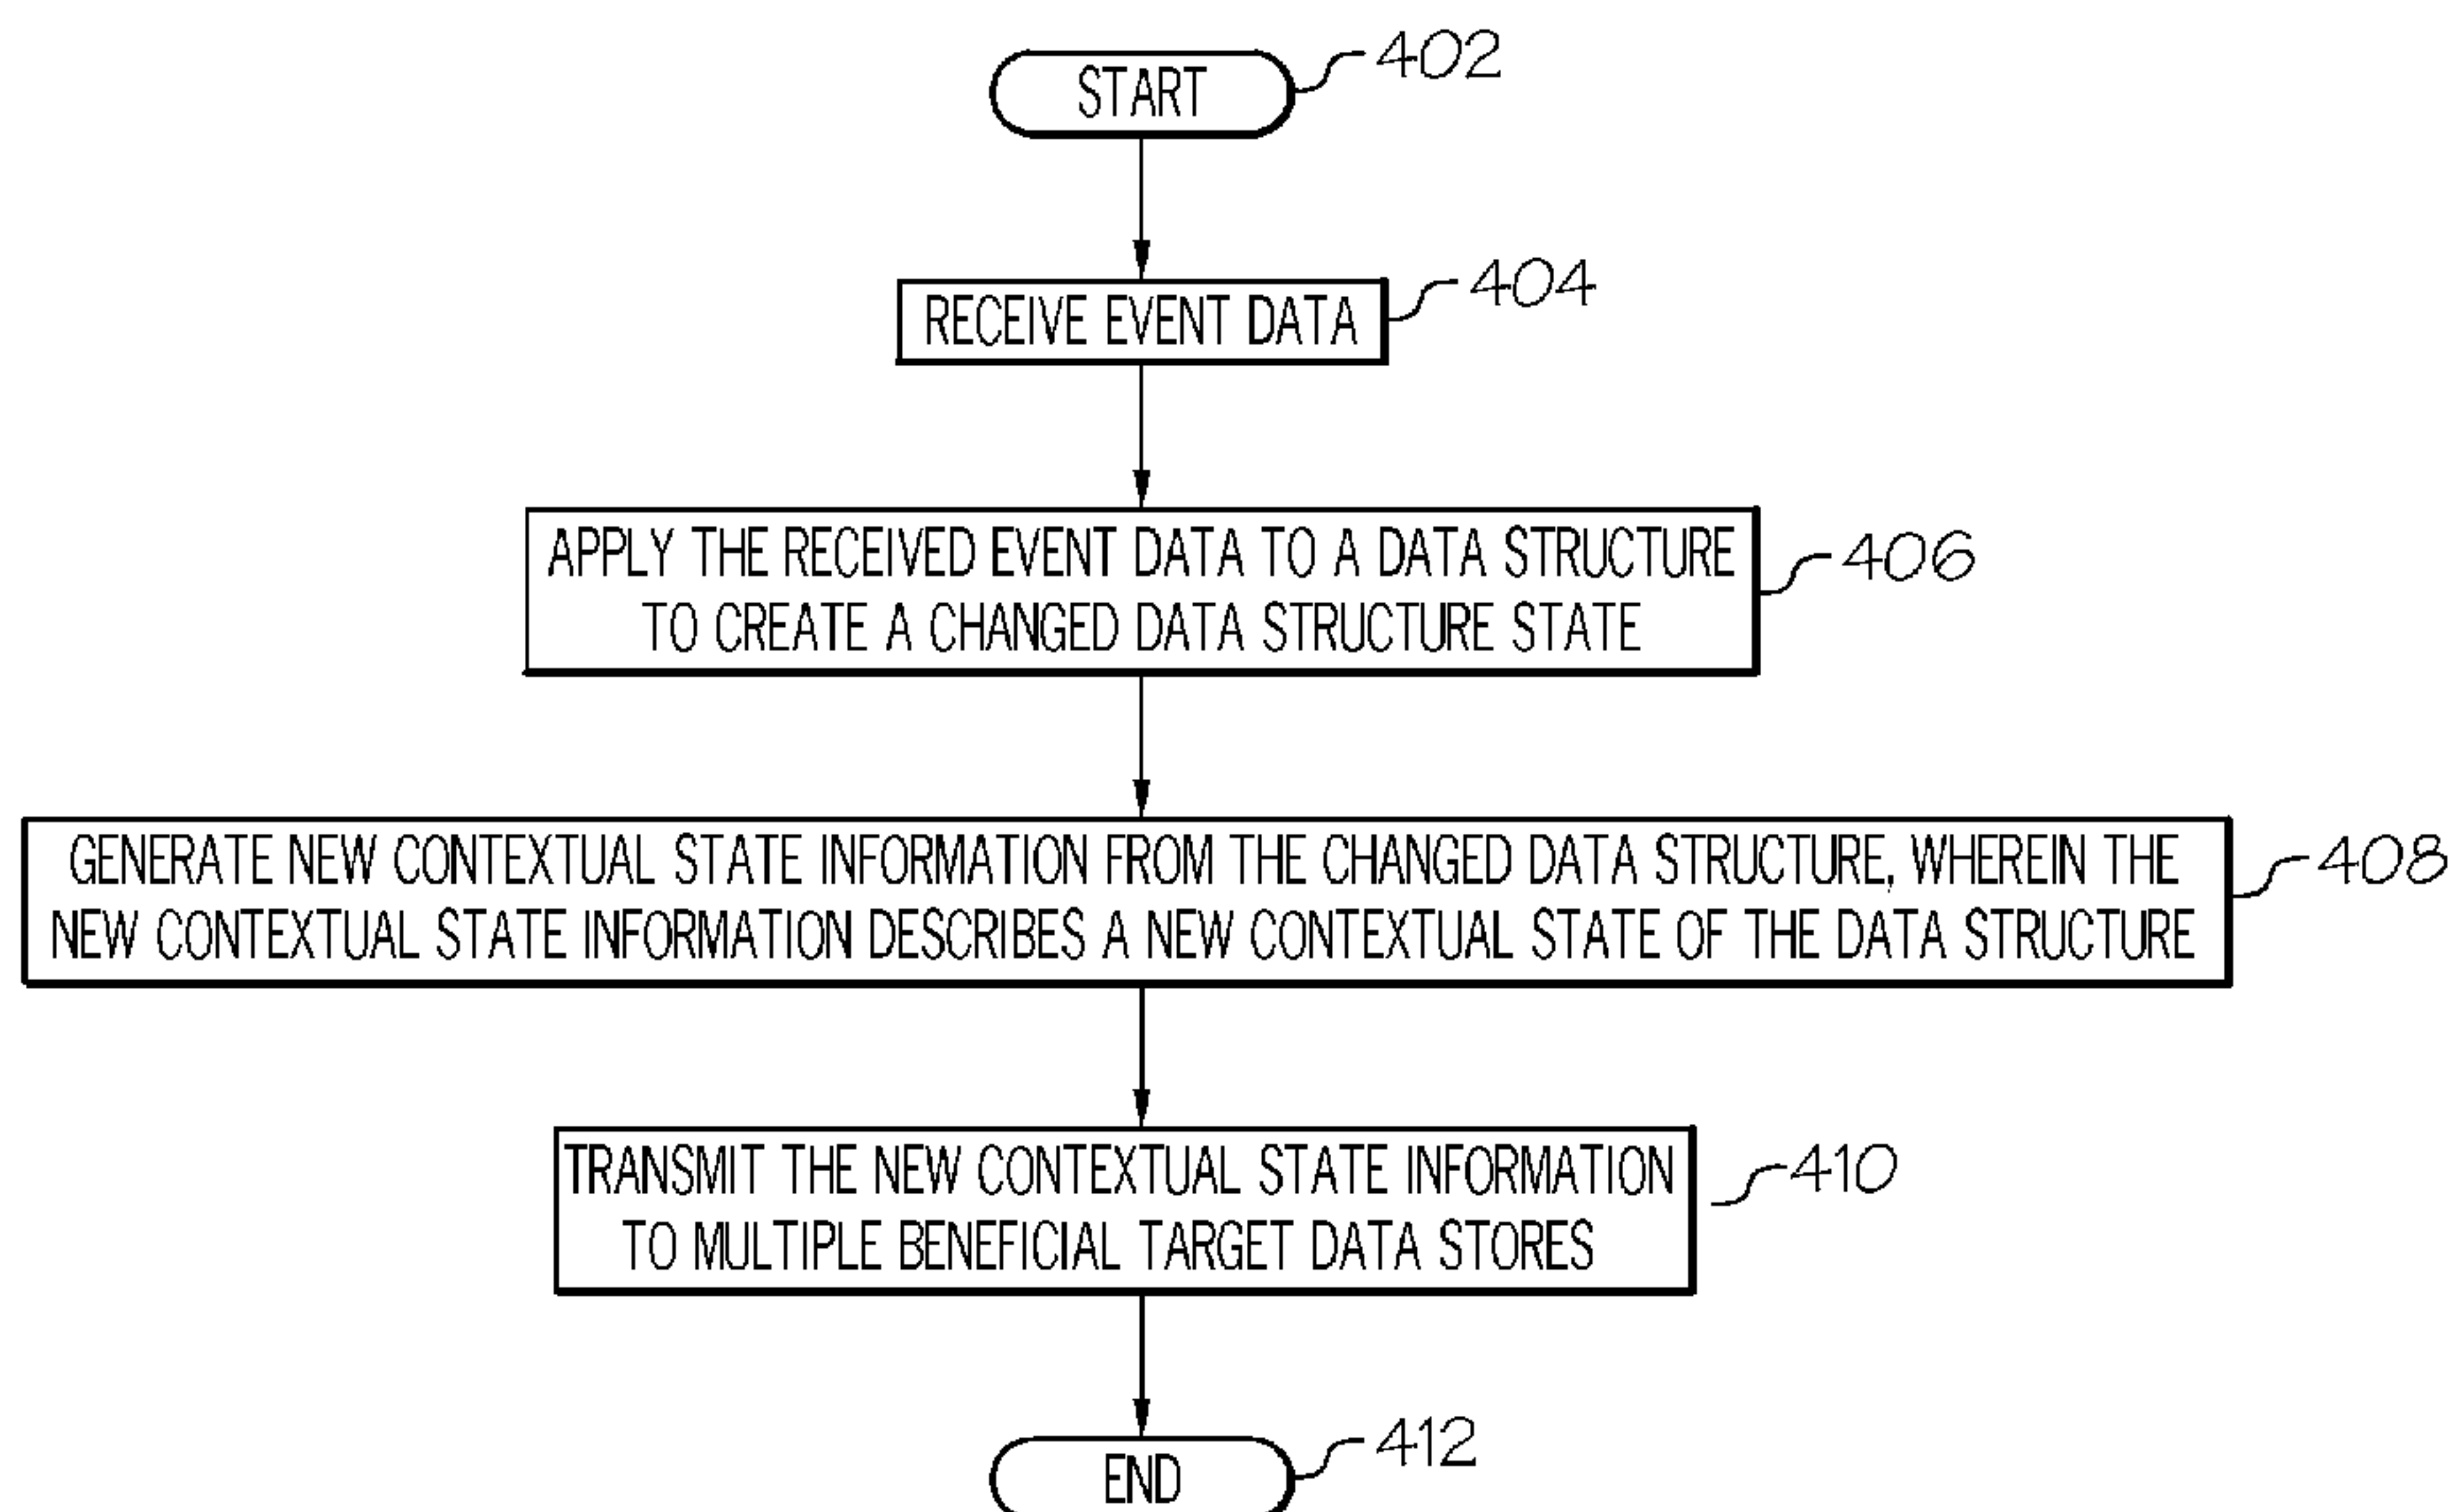 START
402
RECEIVE EVENT DATA
404
APPLY THE RECEIVED EVENT DATA TO A DATA STRUCTURE
TO CREATE A CHANGED DATA STRUCTURE STATE
406
GENERATE NEW CONTEXTUAL STATE INFORMATION FROM THE CHANGED DATA STRUCTURE, WHEREIN THE
NEW CONTEXTUAL STATE INFORMATION DESCRIBES A NEW CONTEXTUAL STATE OF THE DATA STRUCTURE
408
TRANSMIT THE NEW CONTEXTUAL STATE INFORMATION
TO MULTIPLE BENEFICIAL TARGET DATA STORES
410
END
412